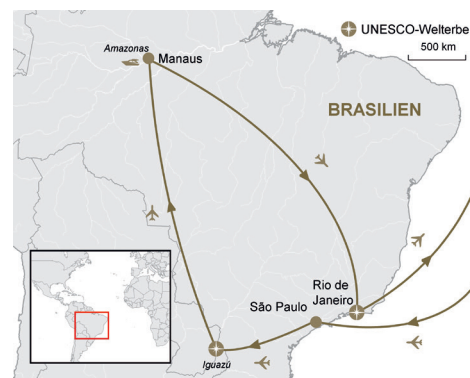 UNESCO-Welterbe
500 km
Amazonas
Manaus
BRASILIEN
Rio de
Janeiro
São Paulo
Iguazú